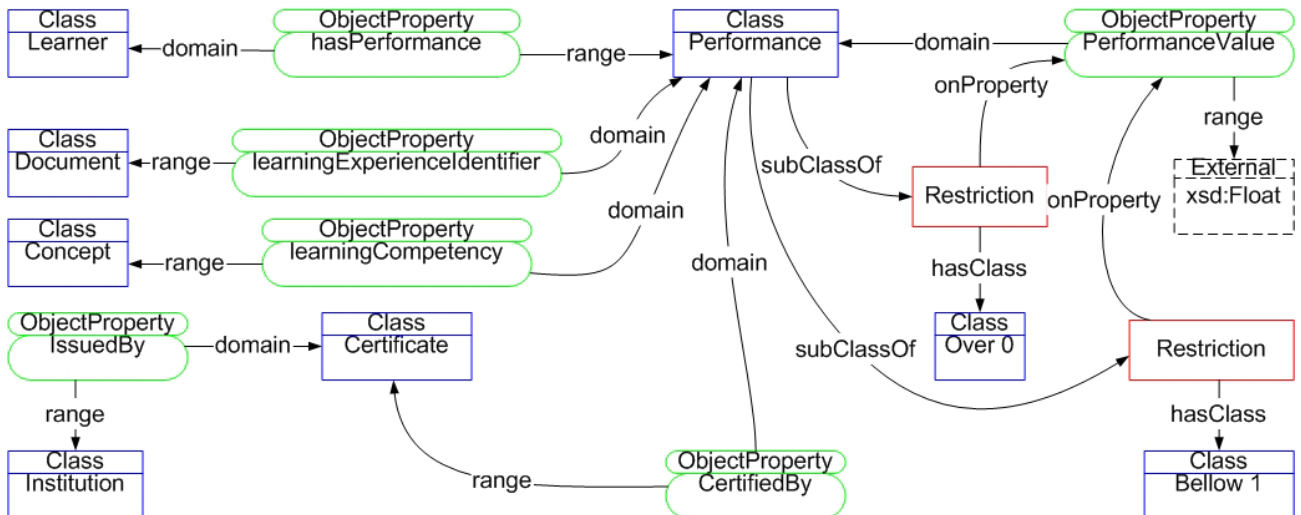 Class
Learner
domain
ObjectProperty
hasPerformance
range
Class
Performance
domain
ObjectProperty
PerformanceValue
onProperty
range
Class
Document
range
ObjectProperty
learningExperienceIdentifier
domain
subClassOf
Restriction
onProperty
External
xsd:Float
Class
Concept
range
ObjectProperty
learningCompetency
domain
domain
hasClass
ObjectProperty
IssuedBy
domain
Class
Certificate
subClassOf
Class
Over 0
Restriction
range
hasClass
Class
Institution
range
ObjectProperty
CertifiedBy
Class
Bellow 1